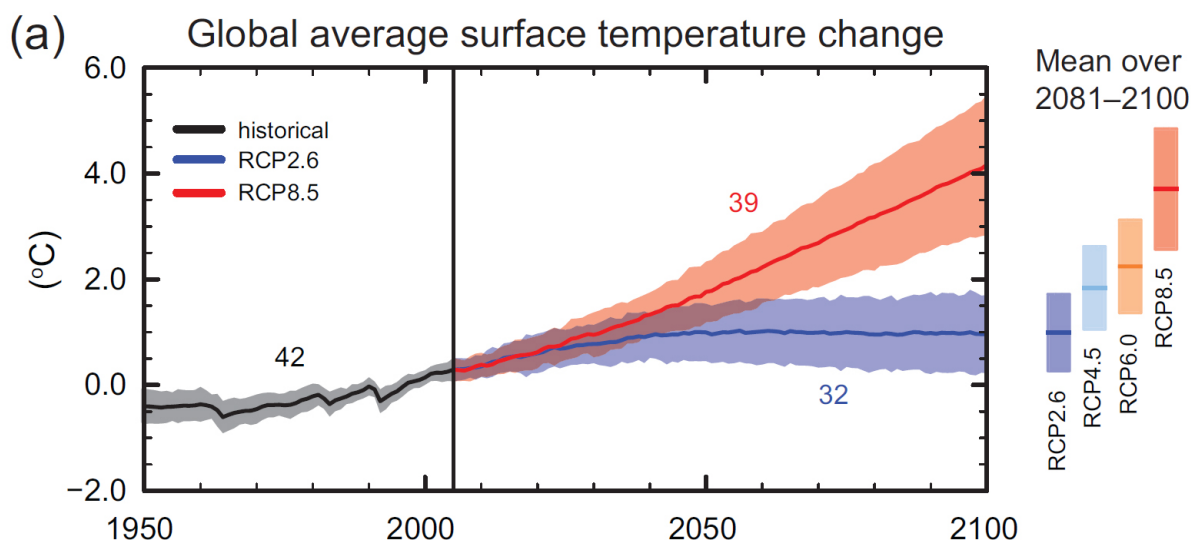 (a) Global average surface temperature change
6.0
4.0
2.0
0.0
−2.0
(°C)
historical
RCP2.6
RCP8.5
42
39
32
1950
2000
2050
2100
Mean over
2081–2100
RCP2.6
RCP4.5
RCP6.0
RCP8.5